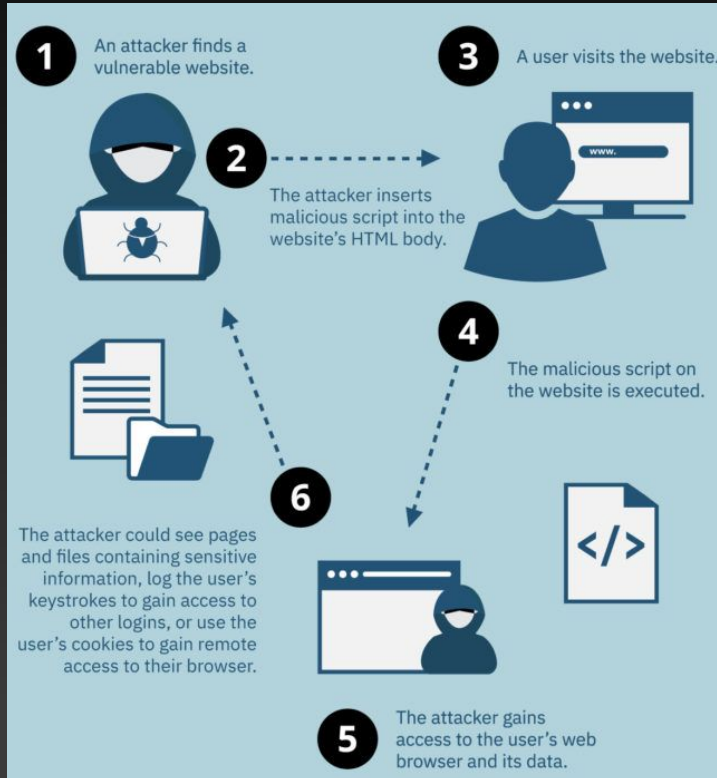 1
An attacker finds a
vulnerable website.
2
The attacker inserts
malicious script into the
website's HTML body.
3
A user visits the website.
www.
4
The malicious script on
the website is executed.
</>
5
The attacker gains
access to the user's web
browser and its data.
6
The attacker could see pages
and files containing sensitive
information, log the user's
keystrokes to gain access to
other logins, or use the
user's cookies to gain remote
access to their browser.